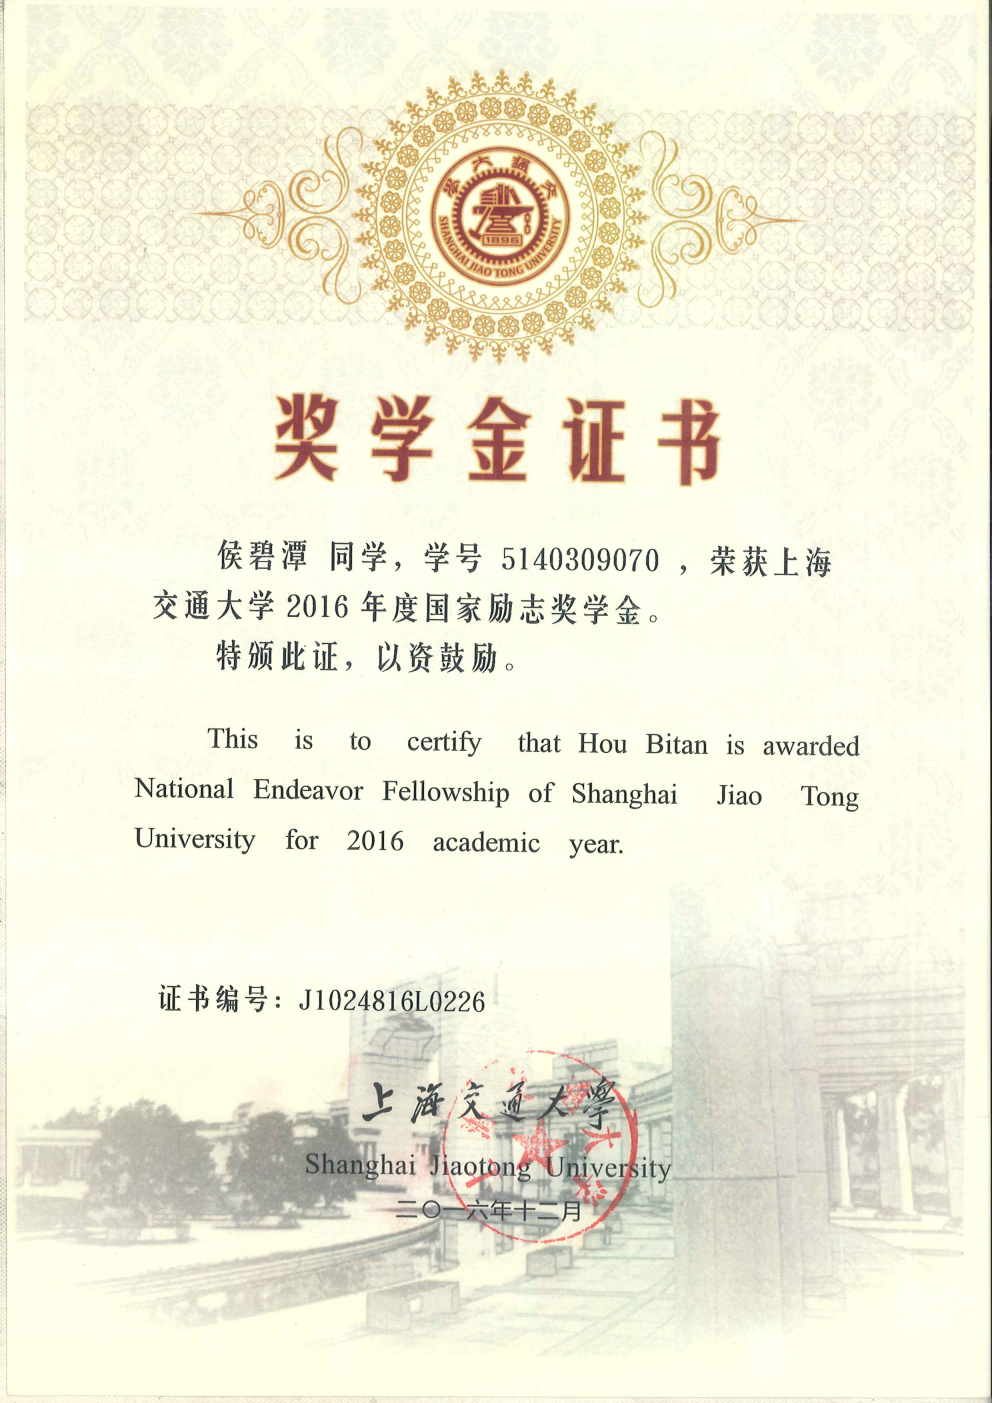 交通大學
SHANGHAI JIAO TONG UNIVERSITY
1896
奖学金证书
侯碧潭 同学，学号 5140309070 ，荣获上海
交通大学 2016 年度国家励志奖学金。
特颁此证，以资鼓励。
This is to certify that Hou Bitan is awarded
National Endeavor Fellowship of Shanghai Jiao Tong
University for 2016 academic year.
证书编号：J1024816L0226
上海交通大學
Shanghai Jiaotong University
二〇一六年十二月